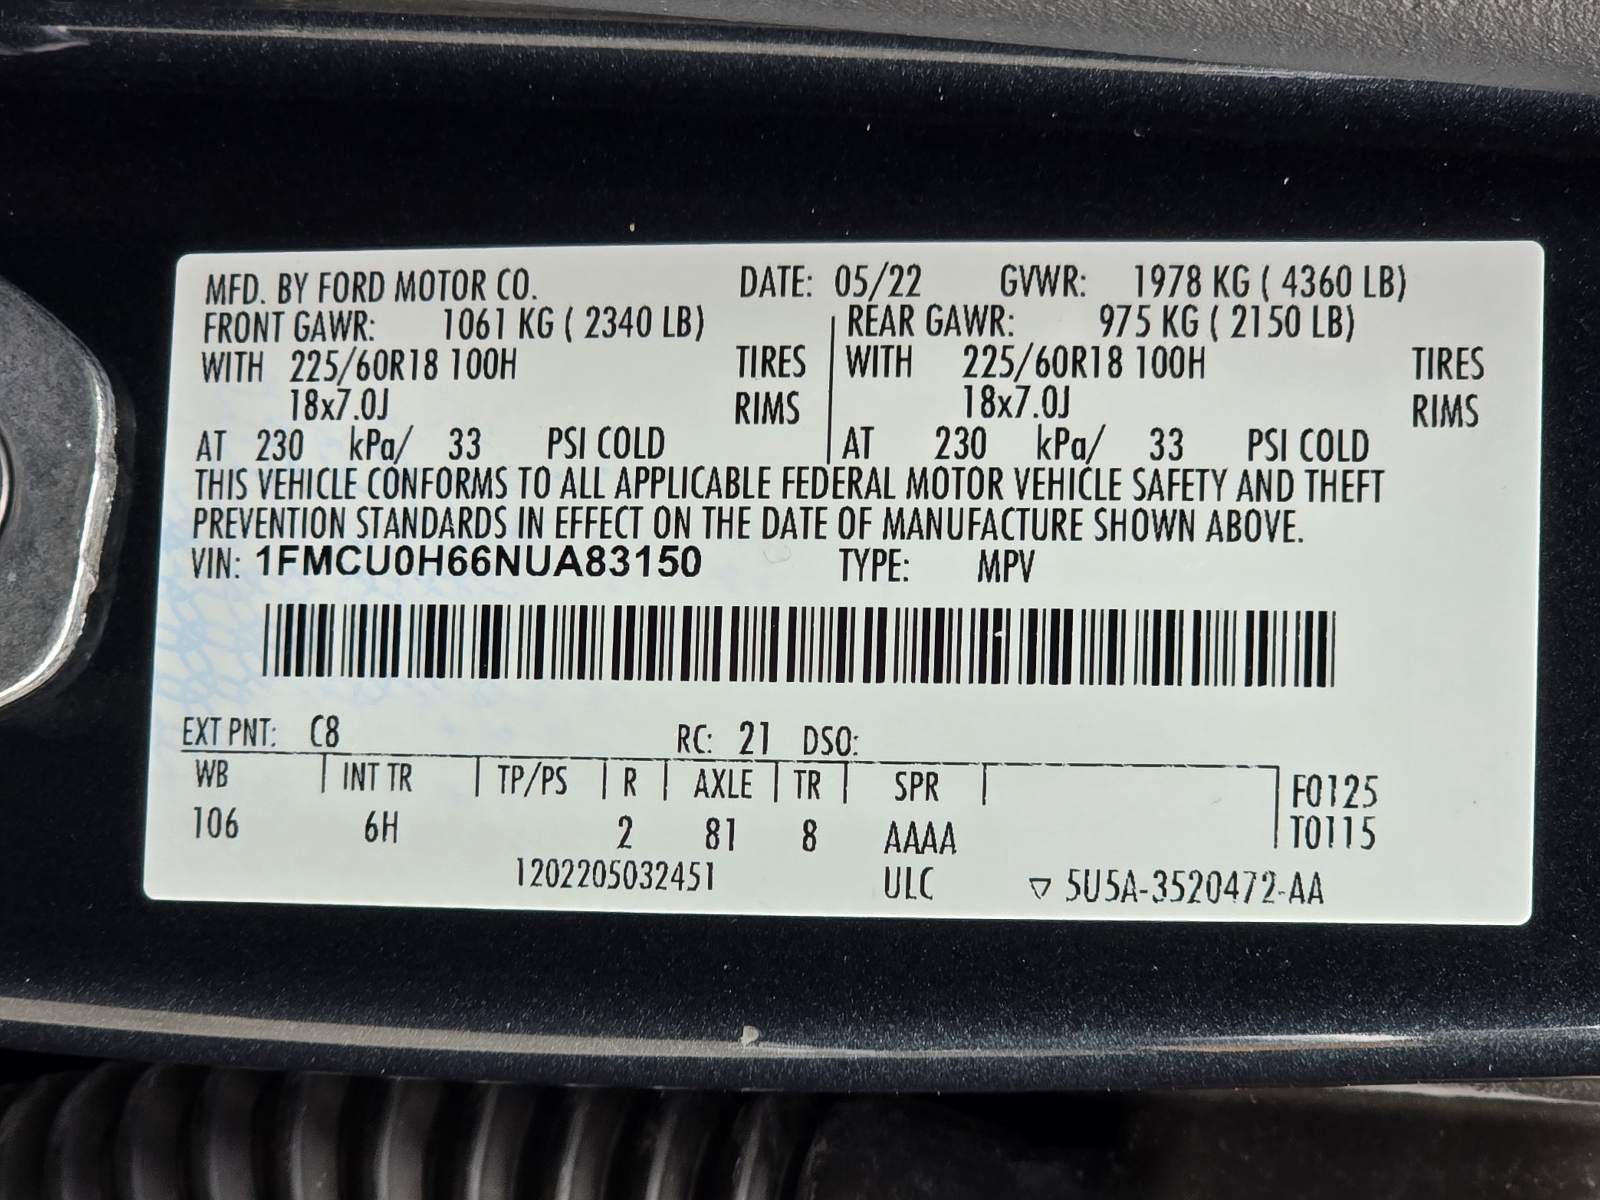 MFD. BY FORD MOTOR CO. DATE: 05/22 GVWR: 1978 KG ( 4360 LB)
FRONT GAWR: 1061 KG ( 2340 LB) REAR GAWR: 975 KG ( 2150 LB)
WITH 225/60R18 100H TIRES WITH 225/60R18 100H TIRES
18x7.0J RIMS 18x7.0J RIMS
AT 230 kPa/ 33 PSI COLD AT 230 kPa/ 33 PSI COLD
THIS VEHICLE CONFORMS TO ALL APPLICABLE FEDERAL MOTOR VEHICLE SAFETY AND THEFT
PREVENTION STANDARDS IN EFFECT ON THE DATE OF MANUFACTURE SHOWN ABOVE.
VIN: 1FMCU0H66NUA83150 TYPE: MPV
EXT PNT: C8 RC: 21 DSO:
WB INT TR TP/PS R AXLE TR SPR F0125
106 6H 2 81 8 AAAA T0115
1202205032451 ULC ▽ 5U5A-3520472-AA